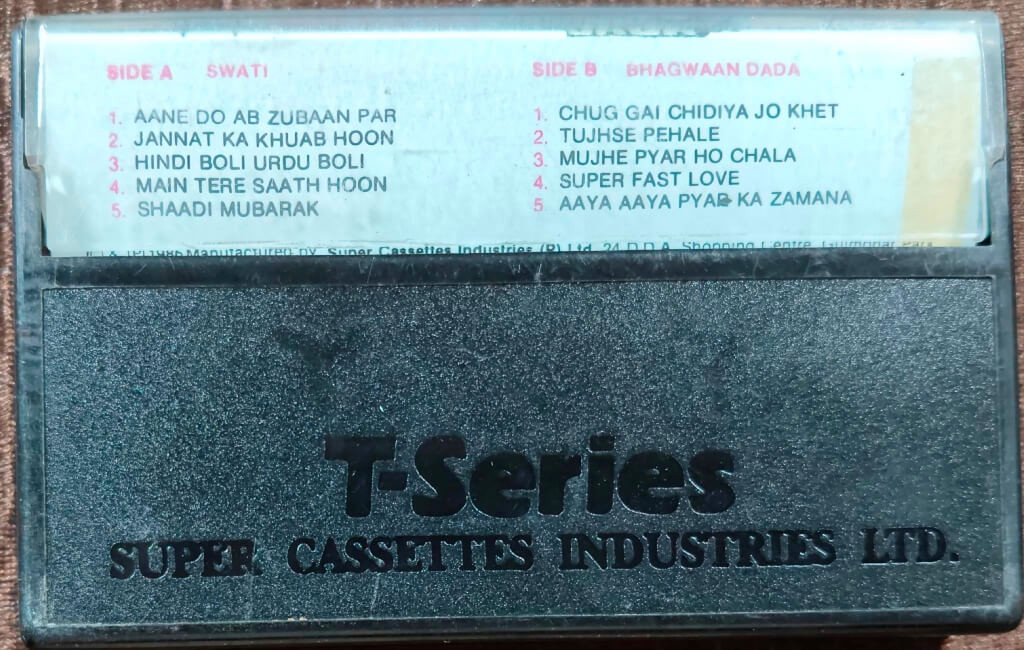 SIDE A SWATI
1. AANE DO AB ZUBAAN PAR
2. JANNAT KA KHUAB HOON
3. HINDI BOLI URDU BOLI
4. MAIN TERE SAATH HOON
5. SHAADI MUBARAK
SIDE B BHAGWAAN DADA
1. CHUG GAI CHIDIYA JO KHET
2. TUJHSE PEHALE
3. MUJHE PYAR HO CHALA
4. SUPER FAST LOVE
5. AAYA AAYA PYAR KA ZAMANA
(P) 1986 Manufactured by Super Cassettes Industries (P) Ltd. 24 D.D.A. Shopping Centre,
T-Series
SUPER CASSETTES INDUSTRIES LTD.